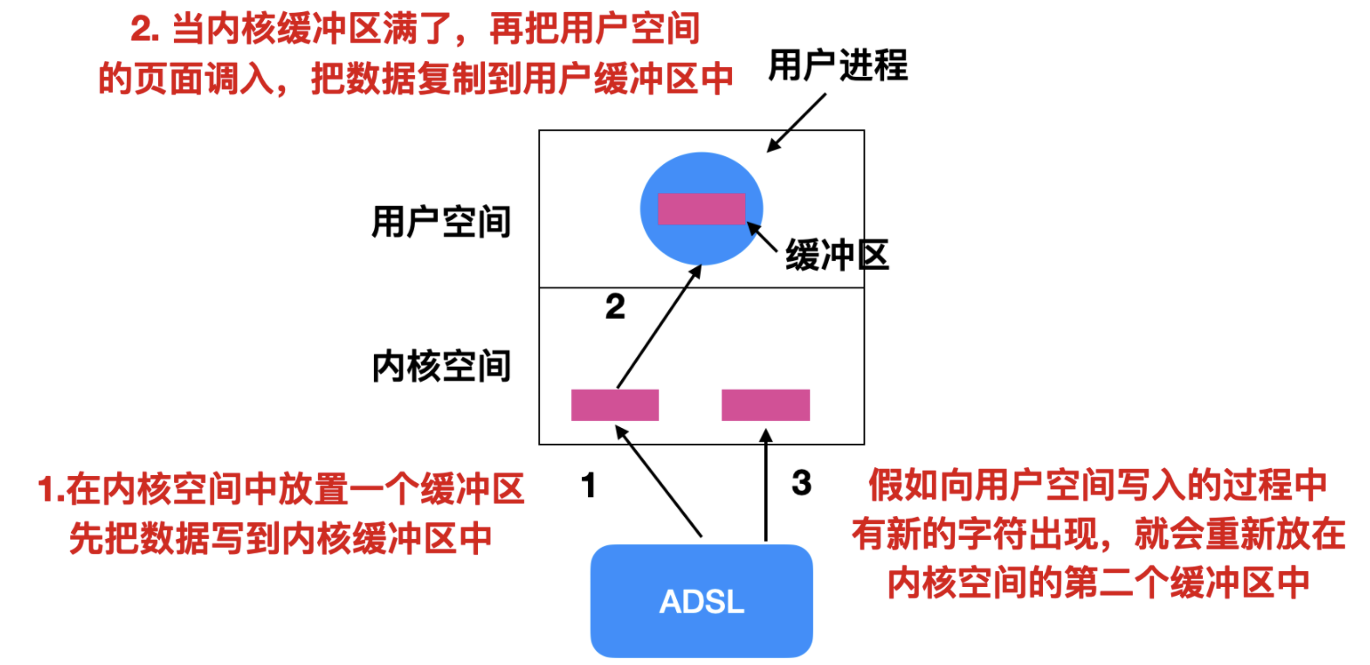 2. 当内核缓冲区满了，再把用户空间
的页面调入，把数据复制到用户缓冲区中
用户进程
用户空间
缓冲区
2
内核空间
1.在内核空间中放置一个缓冲区
先把数据写到内核缓冲区中
1
3
假如向用户空间写入的过程中
有新的字符出现，就会重新放在
内核空间的第二个缓冲区中
ADSL